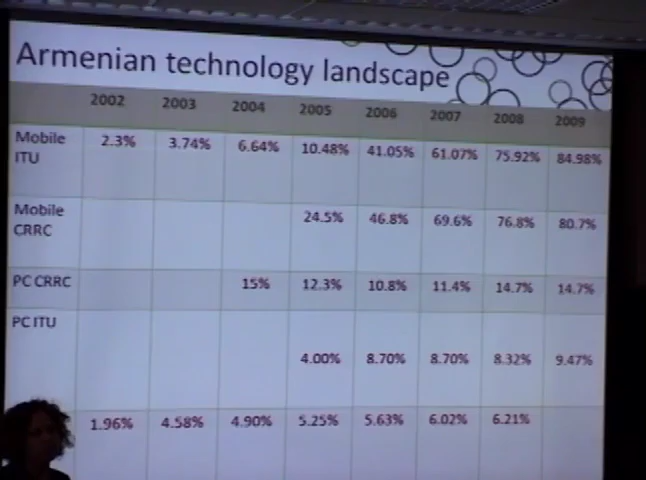 Armenian technology landscape
2002 2003 2004 2005 2006 2007 2008 2009
Mobile ITU 2.3% 3.74% 6.64% 10.48% 41.05% 61.07% 75.92% 84.98%
Mobile CRRC 24.5% 46.8% 69.6% 76.8% 80.7%
PC CRRC 15% 12.3% 10.8% 11.4% 14.7% 14.7%
PC ITU 4.00% 8.70% 8.70% 8.32% 9.47%
1.96% 4.58% 4.90% 5.25% 5.63% 6.02% 6.21%